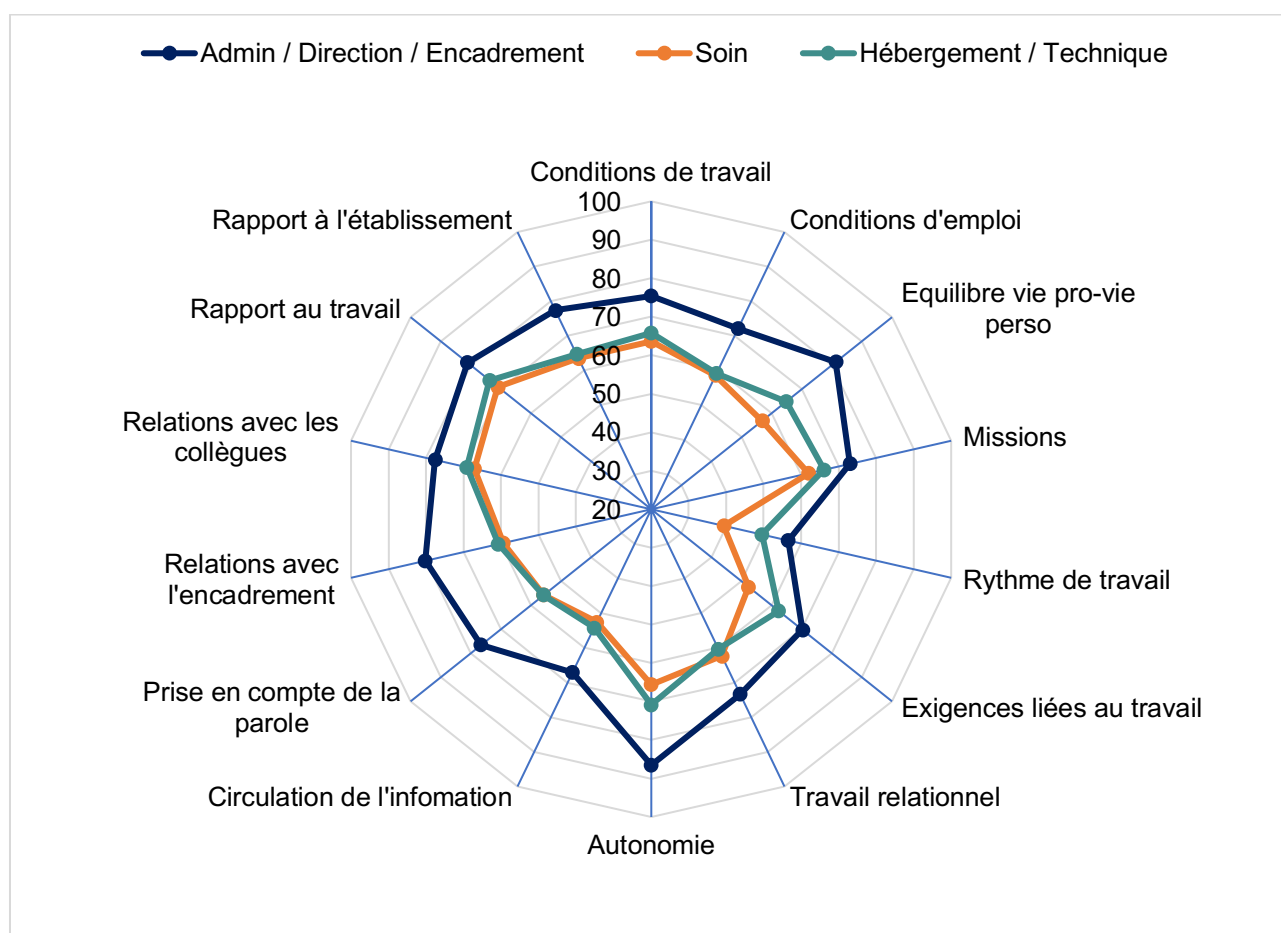 Admin / Direction / Encadrement
Soin
Hébergement / Technique
Conditions de travail
100
90
80
70
60
50
40
30
20
Conditions d'emploi
Equilibre vie pro-vie
perso
Missions
Rythme de travail
Exigences liées au travail
Travail relationnel
Autonomie
Circulation de l'infomation
Prise en compte de la
parole
Relations avec
l'encadrement
Relations avec les
collègues
Rapport au travail
Rapport à l'établissement